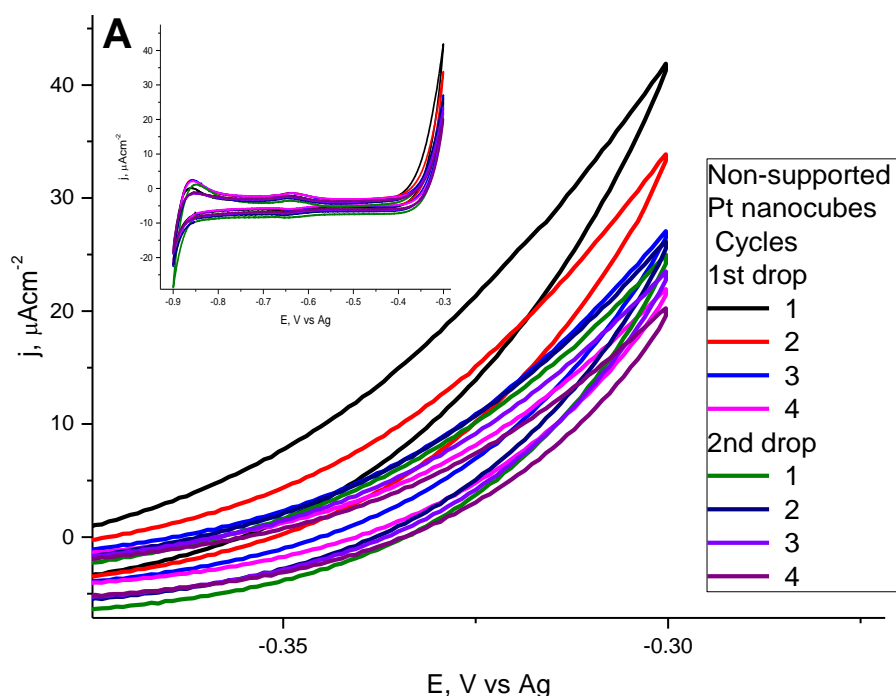 A
40
30
20
10
0
-10
-20
j, μAcm-2
-0.9
-0.8
-0.7
-0.6
-0.5
-0.4
-0.3
E, V vs Ag
40
30
20
10
0
j, μAcm-2
-0.35
-0.30
E, V vs Ag
Non-supported
Pt nanocubes
Cycles
1st drop
1
2
3
4
2nd drop
1
2
3
4